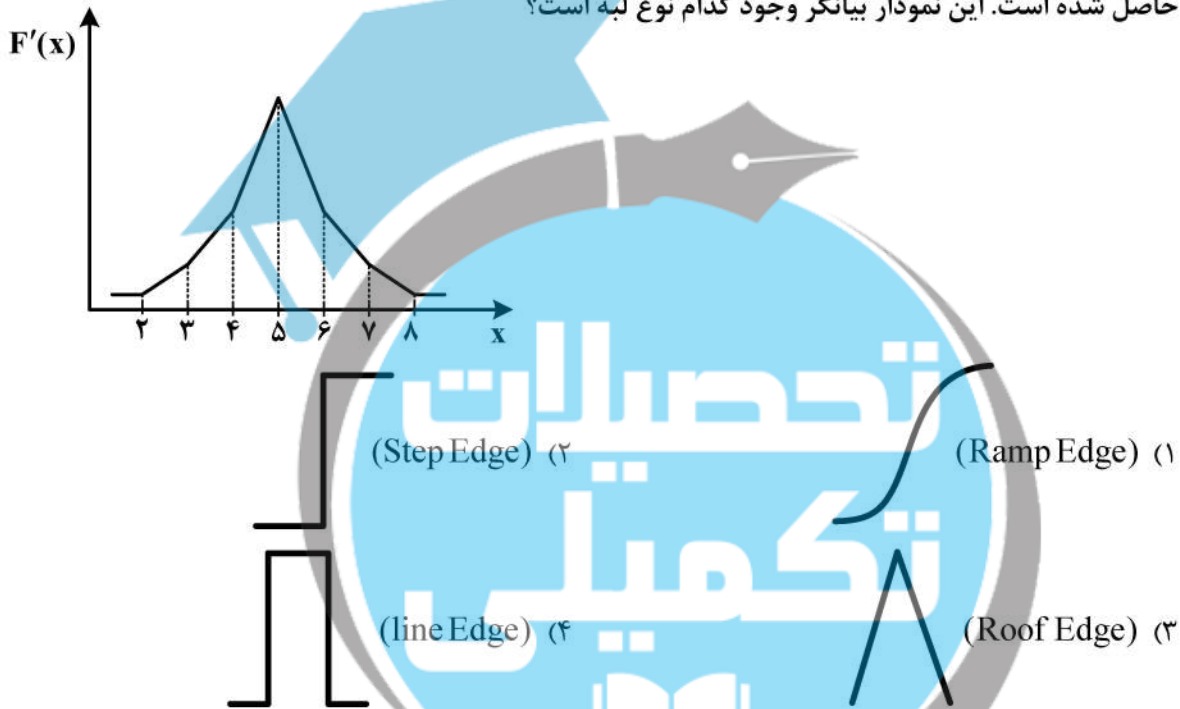 حاصل شده است. این نمودار بیانگر وجود کدام نوع لبه است؟
F′(x)
۲ ۳ ۴ ۵ ۶ ۷ ۸
x
۱) (Ramp Edge)
۲) (Step Edge)
۳) (Roof Edge)
۴) (line Edge)
تحصیلات
تکمیلی